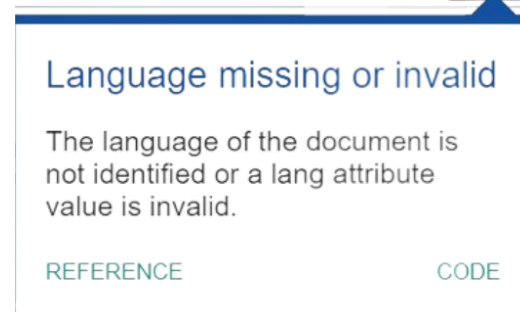 Language missing or invalid
The language of the document is
not identified or a lang attribute
value is invalid.
REFERENCE CODE